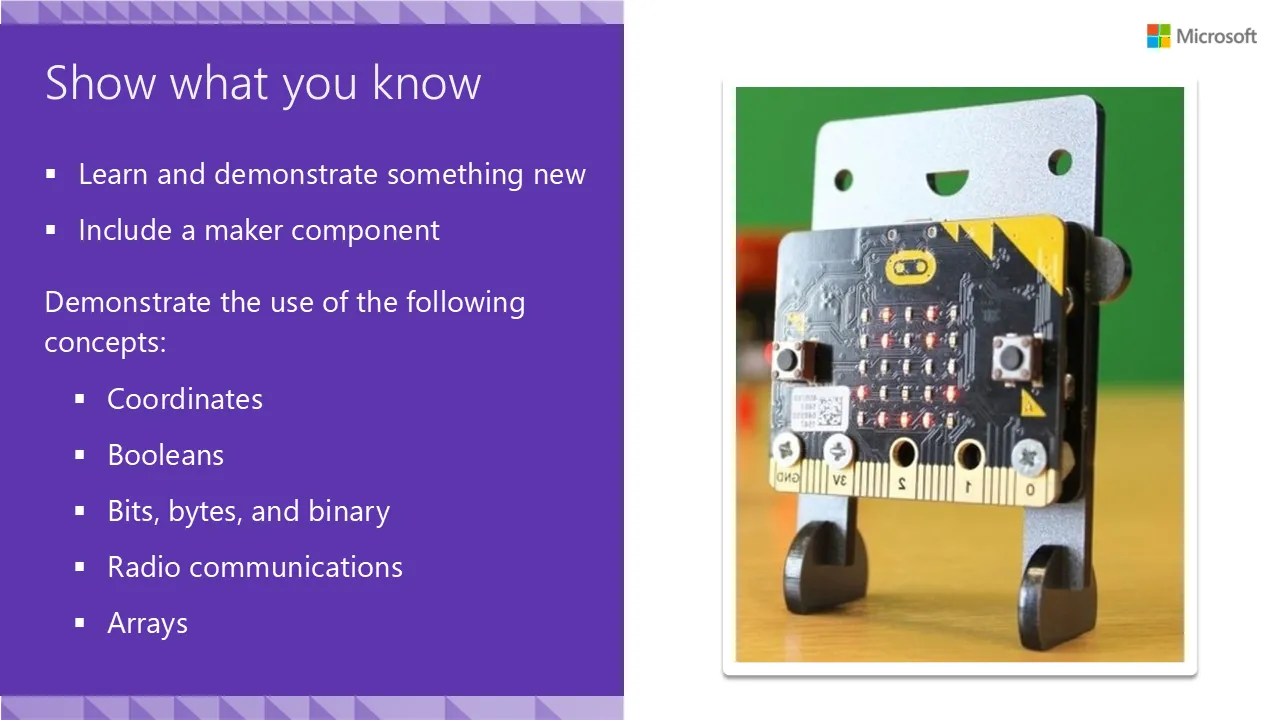 Microsoft
Show what you know
▪ Learn and demonstrate something new
▪ Include a maker component
Demonstrate the use of the following
concepts:
▪ Coordinates
▪ Booleans
▪ Bits, bytes, and binary
▪ Radio communications
▪ Arrays
GND 3V 2 1 0